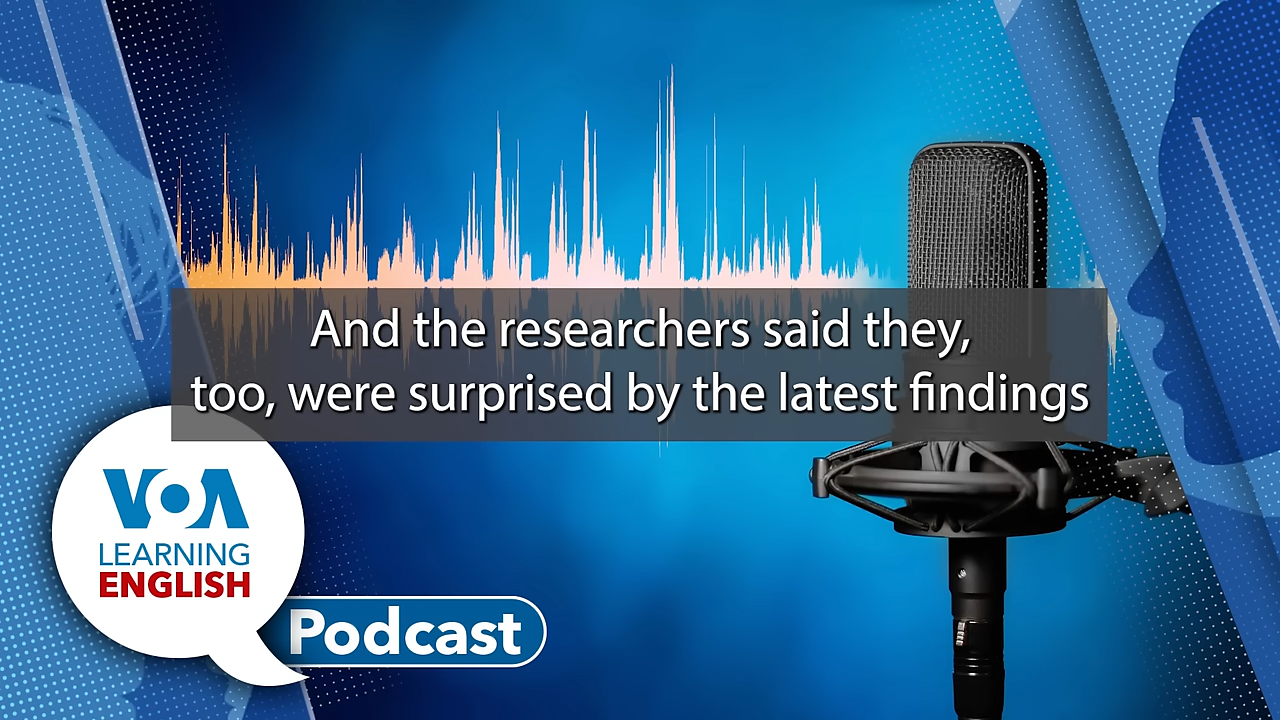 And the researchers said they,
too, were surprised by the latest findings
VOA
LEARNING
ENGLISH
Podcast